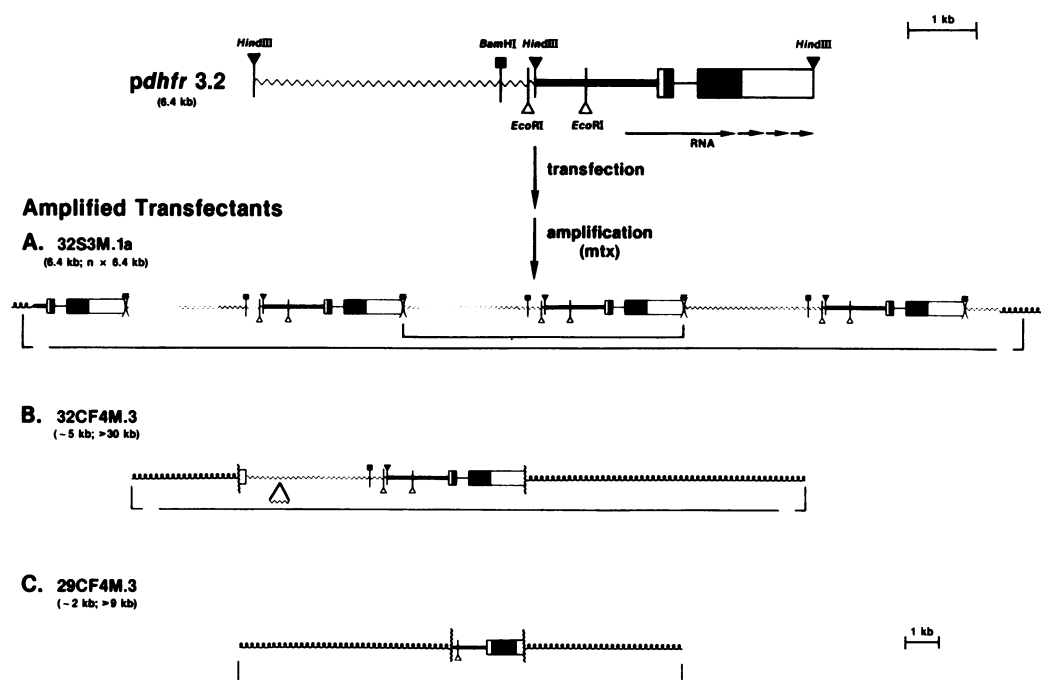 1 kb
HindIII BamHI HindIII HindIII
pdhfr 3.2
(6.4 kb)
EcoRI EcoRI
RNA
transfection
Amplified Transfectants
amplification
(mtx)
A. 32S3M.1a
(6.4 kb; n × 6.4 kb)
B. 32CF4M.3
(~5 kb; >30 kb)
C. 29CF4M.3
(~2 kb; >9 kb)
1 kb